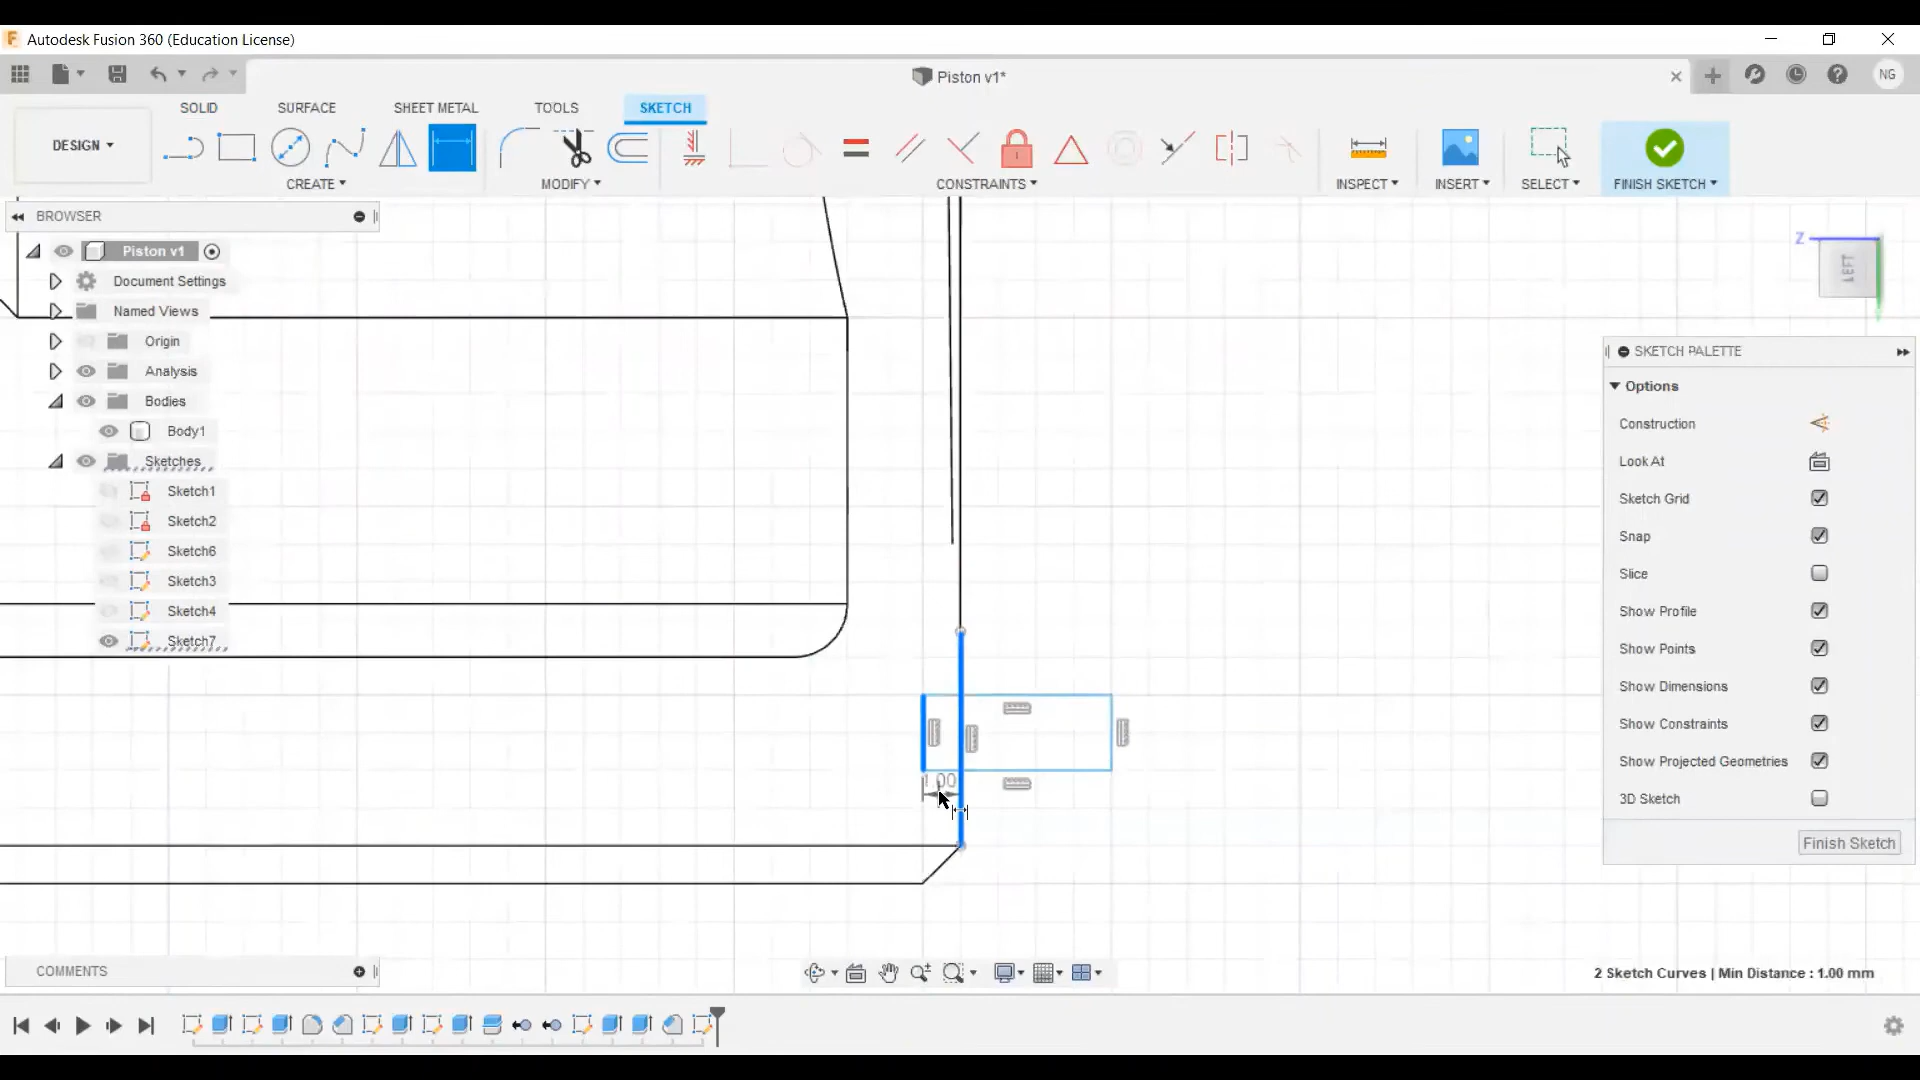 Autodesk Fusion 360 (Education License)
Piston v1*
NG
SOLID
SURFACE
SHEET METAL
TOOLS
SKETCH
DESIGN
CREATE
MODIFY
CONSTRAINTS
INSPECT
INSERT
SELECT
FINISH SKETCH
BROWSER
Piston v1
Document Settings
Named Views
Origin
Analysis
Bodies
Body1
Sketches
Sketch1
Sketch2
Sketch6
Sketch3
Sketch4
Sketch7
Z
LEFT
SKETCH PALETTE
Options
Construction
Look At
Sketch Grid
Snap
Slice
Show Profile
Show Points
Show Dimensions
Show Constraints
Show Projected Geometries
3D Sketch
Finish Sketch
1.00
COMMENTS
2 Sketch Curves | Min Distance : 1.00 mm